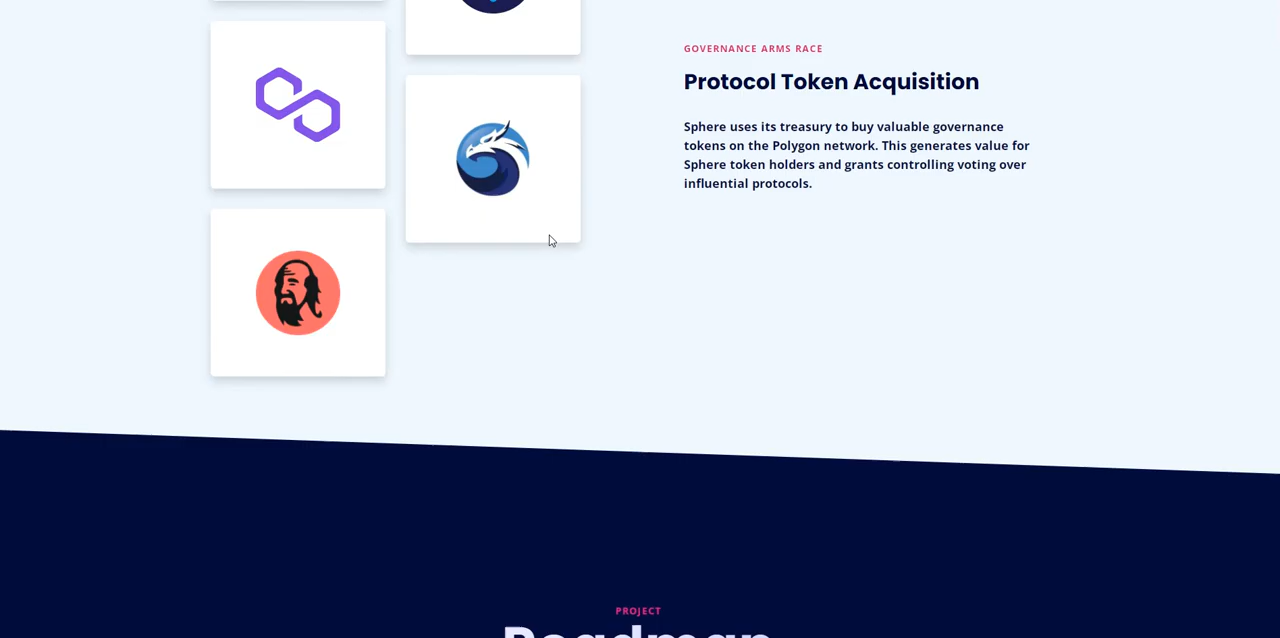 GOVERNANCE ARMS RACE
Protocol Token Acquisition
Sphere uses its treasury to buy valuable governance
tokens on the Polygon network. This generates value for
Sphere token holders and grants controlling voting over
influential protocols.
PROJECT
Roadmap